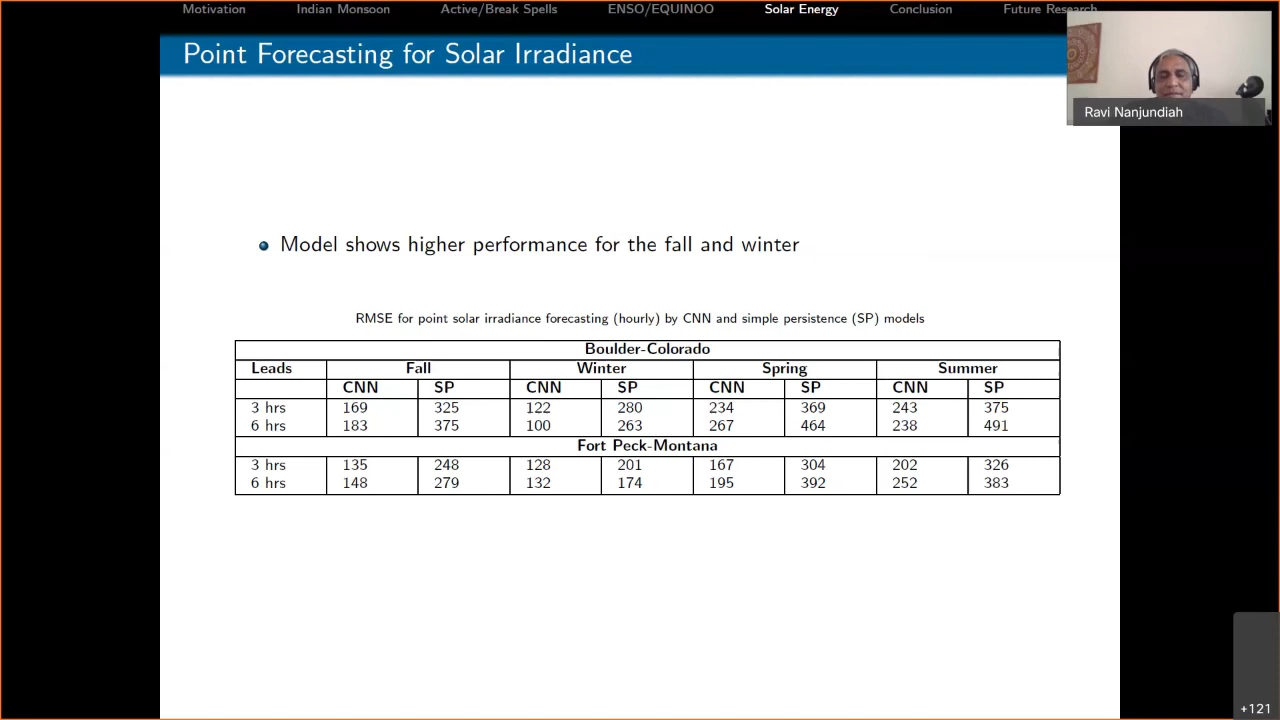 Motivation Indian Monsoon Active/Break Spells ENSO/EQUINOO Solar Energy Conclusion Future Research
Point Forecasting for Solar Irradiance
Ravi Nanjundiah
Model shows higher performance for the fall and winter
RMSE for point solar irradiance forecasting (hourly) by CNN and simple persistence (SP) models
Boulder-Colorado
Leads Fall Winter Spring Summer
CNN SP CNN SP CNN SP CNN SP
3 hrs 169 325 122 280 234 369 243 375
6 hrs 183 375 100 263 267 464 238 491
Fort Peck-Montana
3 hrs 135 248 128 201 167 304 202 326
6 hrs 148 279 132 174 195 392 252 383
+121